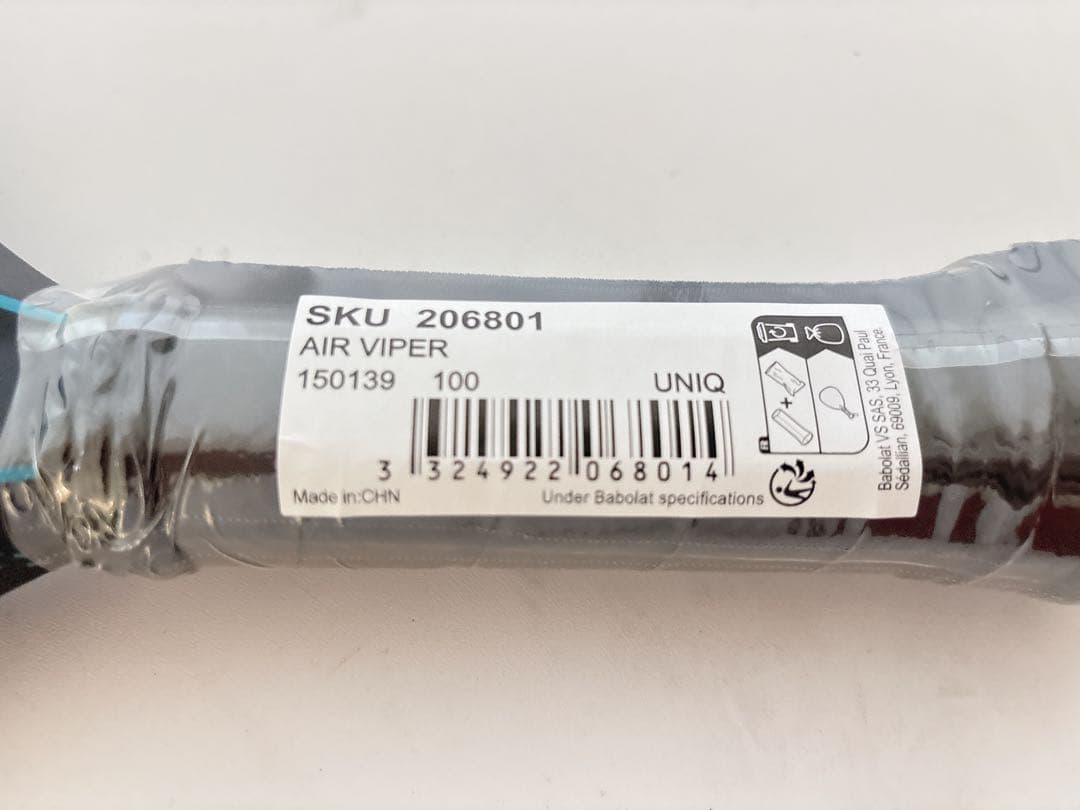 SKU 206801
AIR VIPER
150139 100 UNIQ
3 324922 068014
Made in:CHN Under Babolat specifications
Babolat VS SAS, 33 Quai Paul
Sédallian, 69009, Lyon, France.